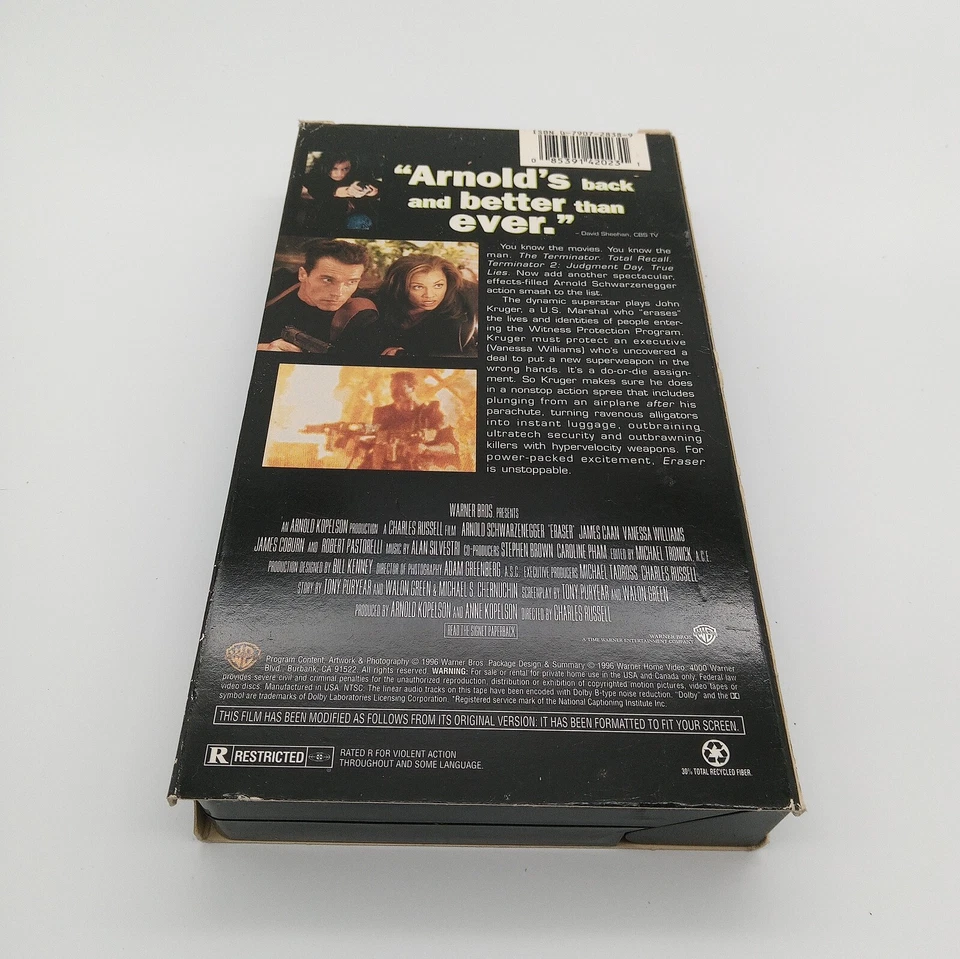 ISBN 0-7907-2838-9
0 85391 42023 1
“Arnold's back
and better than
ever.”
– David Sheehan, CBS TV
You know the movies. You know the
man. The Terminator. Total Recall.
Terminator 2: Judgment Day. True
Lies. Now add another spectacular,
effects-filled Arnold Schwarzenegger
action smash to the list.
The dynamic superstar plays John
Kruger, a U.S. Marshal who “erases”
the lives and identities of people enter-
ing the Witness Protection Program.
Kruger must protect an executive
(Vanessa Williams) who's uncovered a
deal to put a new superweapon in the
wrong hands. It's a do-or-die assign-
ment. So Kruger makes sure he does
in a nonstop action spree that includes
plunging from an airplane after his
parachute, turning ravenous alligators
into instant luggage, outbraining
ultratech security and outbrawning
killers with hypervelocity weapons. For
power-packed excitement, Eraser
is unstoppable.
WARNER BROS. PRESENTS
AN ARNOLD KOPELSON PRODUCTION A CHARLES RUSSELL FILM ARNOLD SCHWARZENEGGER "ERASER" JAMES CAAN VANESSA WILLIAMS
JAMES COBURN AND ROBERT PASTORELLI MUSIC BY ALAN SILVESTRI CO-PRODUCERS STEPHEN BROWN CAROLINE PHAM EDITED BY MICHAEL TRONICK, A.C.E.
PRODUCTION DESIGNED BY BILL KENNEY DIRECTOR OF PHOTOGRAPHY ADAM GREENBERG A.S.C. EXECUTIVE PRODUCERS MICHAEL TADROSS CHARLES RUSSELL
STORY BY TONY PURYEAR AND WALON GREEN & MICHAEL S. CHERNUCHIN SCREENPLAY BY TONY PURYEAR AND WALON GREEN
PRODUCED BY ARNOLD KOPELSON AND ANNE KOPELSON DIRECTED BY CHARLES RUSSELL
READ THE SIGNET PAPERBACK
WARNER BROS.
A TIME WARNER ENTERTAINMENT COMPANY
WB
Program Content, Artwork & Photography © 1996 Warner Bros. Package Design & Summary © 1996 Warner Home Video. 4000 Warner
Blvd., Burbank, CA 91522. All rights reserved. WARNING: For sale or rental for private home use in the USA and Canada only. Federal law
provides severe civil and criminal penalties for the unauthorized reproduction, distribution or exhibition of copyrighted motion pictures, video tapes or
video discs. Manufactured in USA. NTSC. The linear audio tracks on this tape have been encoded with Dolby B-type noise reduction. "Dolby" and the DD
symbol are trademarks of Dolby Laboratories Licensing Corporation. *Registered service mark of the National Captioning Institute Inc.
THIS FILM HAS BEEN MODIFIED AS FOLLOWS FROM ITS ORIGINAL VERSION: IT HAS BEEN FORMATTED TO FIT YOUR SCREEN.
R RESTRICTED
RATED R FOR VIOLENT ACTION
THROUGHOUT AND SOME LANGUAGE.
30% TOTAL RECYCLED FIBER.